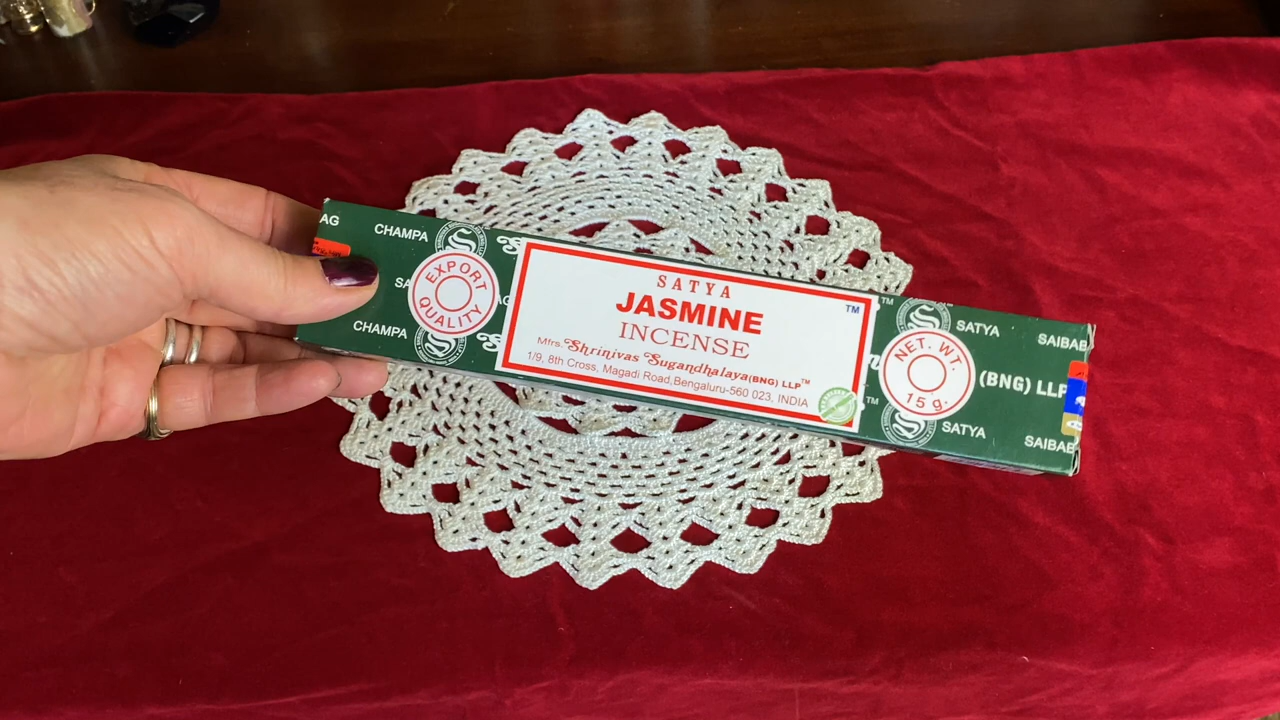 AG
CHAMPA
SA
CHAMPA
EXPORT
QUALITY
SATYA
JASMINE
INCENSE
Mfrs. Shrinivas Sugandhalaya (BNG) LLP™
1/9, 8th Cross, Magadi Road, Bengaluru-560 023, INDIA
TM
NET. WT.
15 g.
TM
SATYA
SAIBAB
(BNG) LLP
TM
SATYA
SAIBAB